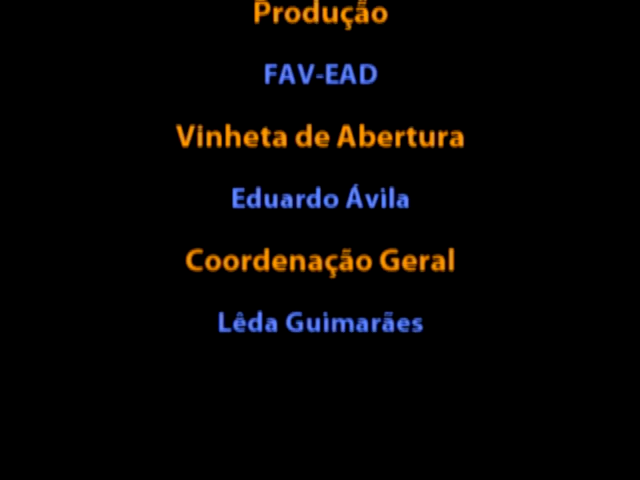 Produção
FAV-EAD
Vinheta de Abertura
Eduardo Ávila
Coordenação Geral
Lêda Guimarães